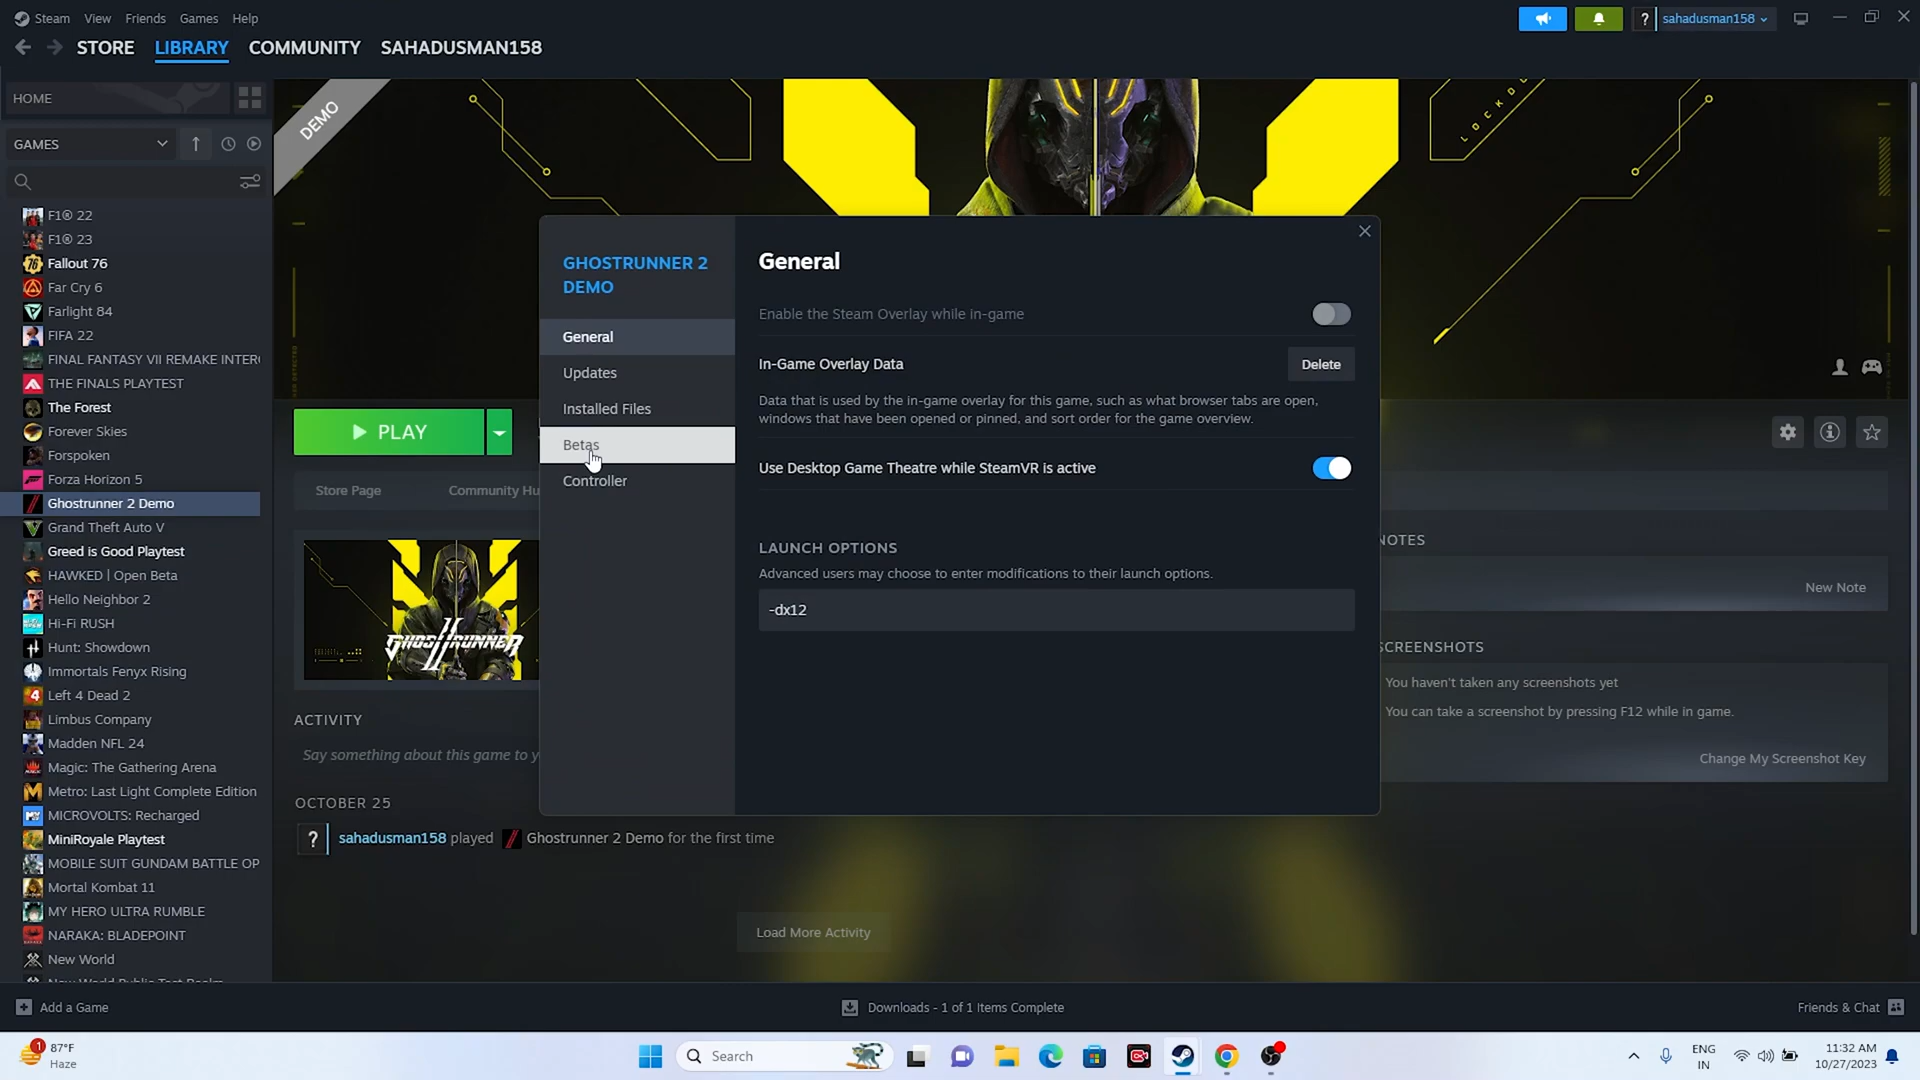 Steam View Friends Games Help
sahadusman158
STORE LIBRARY COMMUNITY SAHADUSMAN158
HOME
DEMO
LOCKDO
GAMES
F1® 22
F1® 23
Fallout 76
Far Cry 6
Farlight 84
FIFA 22
FINAL FANTASY VII REMAKE INTERG
THE FINALS PLAYTEST
The Forest
Forever Skies
Forspoken
Forza Horizon 5
Ghostrunner 2 Demo
Grand Theft Auto V
Greed is Good Playtest
HAWKED | Open Beta
Hello Neighbor 2
Hi-Fi RUSH
Hunt: Showdown
Immortals Fenyx Rising
Left 4 Dead 2
Limbus Company
Madden NFL 24
Magic: The Gathering Arena
Metro: Last Light Complete Edition
MICROVOLTS: Recharged
MiniRoyale Playtest
MOBILE SUIT GUNDAM BATTLE OP
Mortal Kombat 11
MY HERO ULTRA RUMBLE
NARAKA: BLADEPOINT
New World
New World Public Test Realm
PLAY
Store Page Community Hu
GHOSTRUNNER
ACTIVITY
Say something about this game to y
OCTOBER 25
? sahadusman158 played Ghostrunner 2 Demo for the first time
Load More Activity
GHOSTRUNNER 2
DEMO
General
Updates
Installed Files
Betas
Controller
General
Enable the Steam Overlay while in-game
In-Game Overlay Data
Delete
Data that is used by the in-game overlay for this game, such as what browser tabs are open,
windows that have been opened or pinned, and sort order for the game overview.
Use Desktop Game Theatre while SteamVR is active
LAUNCH OPTIONS
Advanced users may choose to enter modifications to their launch options.
-dx12
NOTES
New Note
SCREENSHOTS
You haven't taken any screenshots yet
You can take a screenshot by pressing F12 while in game.
Change My Screenshot Key
Add a Game
Downloads - 1 of 1 Items Complete
Friends & Chat
1
87°F
Haze
Search
ENG
IN
11:32 AM
10/27/2023